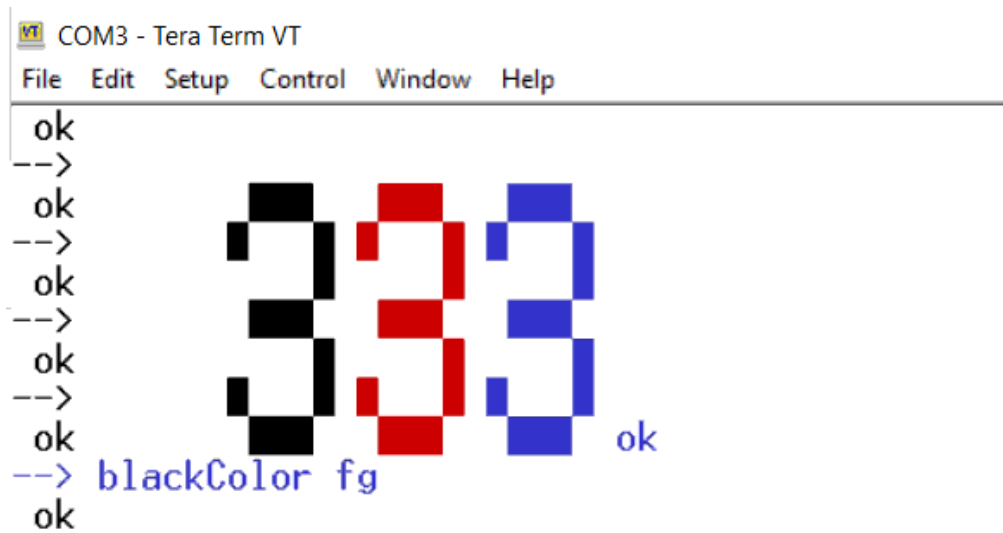 COM3 - Tera Term VT
File Edit Setup Control Window Help
ok
-->
ok
-->
ok
-->
ok
-->
ok 333 ok
--> blackColor fg
ok